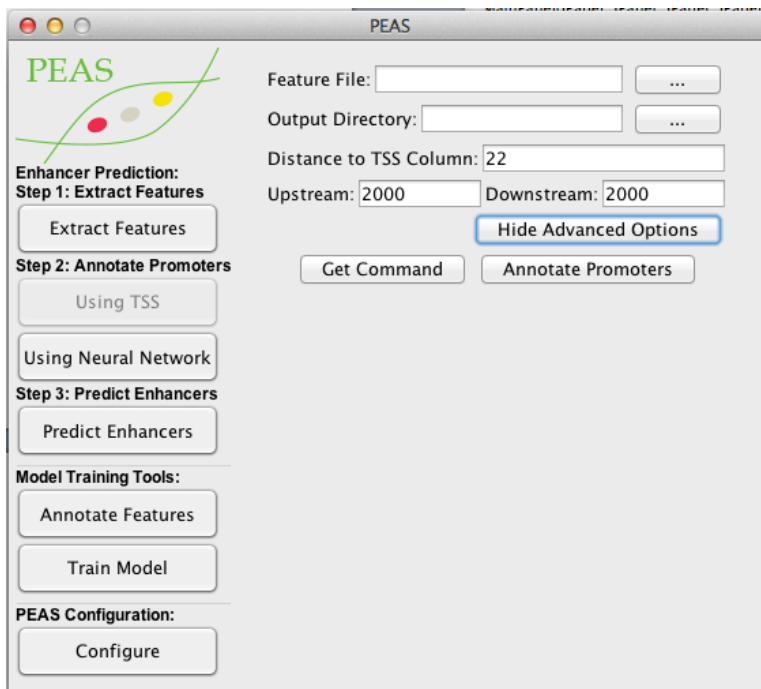 PEAS
PEAS
Enhancer Prediction:
Step 1: Extract Features
Extract Features
Step 2: Annotate Promoters
Using TSS
Using Neural Network
Step 3: Predict Enhancers
Predict Enhancers
Model Training Tools:
Annotate Features
Train Model
PEAS Configuration:
Configure
Feature File:
...
Output Directory:
...
Distance to TSS Column: 22
Upstream: 2000 Downstream: 2000
Hide Advanced Options
Get Command Annotate Promoters